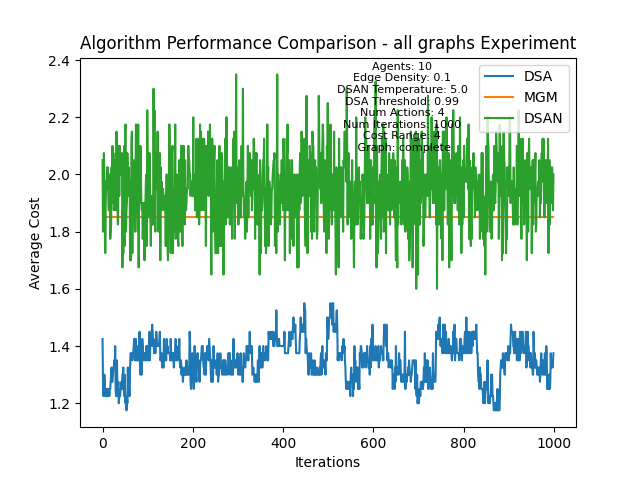 Algorithm Performance Comparison - all graphs Experiment
Agents: 10
Edge Density: 0.1
DSAN Temperature: 5.0
DSA Threshold: 0.99
Num Actions: 4
Num Iterations: 1000
Cost Range: 4
Graph: complete
DSA
MGM
DSAN
Average Cost
2.4
2.2
2.0
1.8
1.6
1.4
1.2
0
200
400
600
800
1000
Iterations